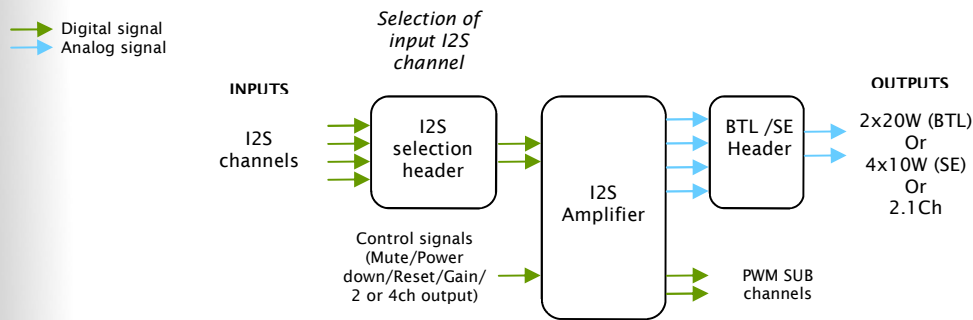 Digital signal
Analog signal
Selection of
input I2S
channel
INPUTS
I2S
channels
I2S
selection
header
Control signals
(Mute/Power
down/Reset/Gain/
2 or 4ch output)
I2S
Amplifier
BTL /SE
Header
OUTPUTS
2x20W (BTL)
Or
4x10W (SE)
Or
2.1Ch
PWM SUB
channels